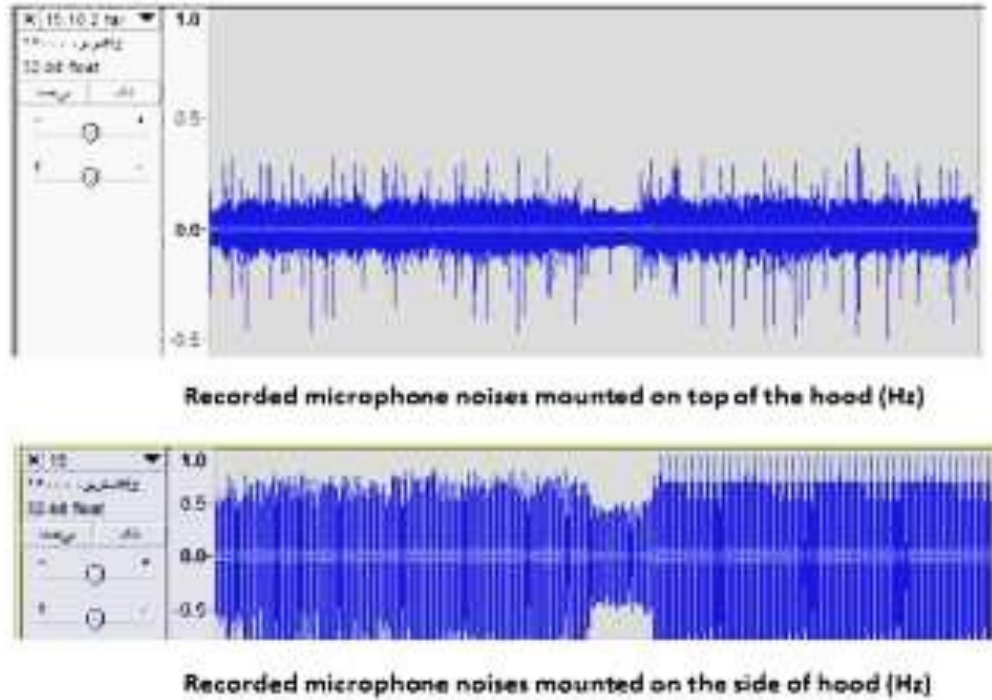 1.0
32-bit float
0.5
0.0
-0.5
Recorded microphone noises mounted on top of the hood (Hz)
15
1.0
32-bit float
0.5
0.0
-0.5
Recorded microphone noises mounted on the side of hood (Hz)